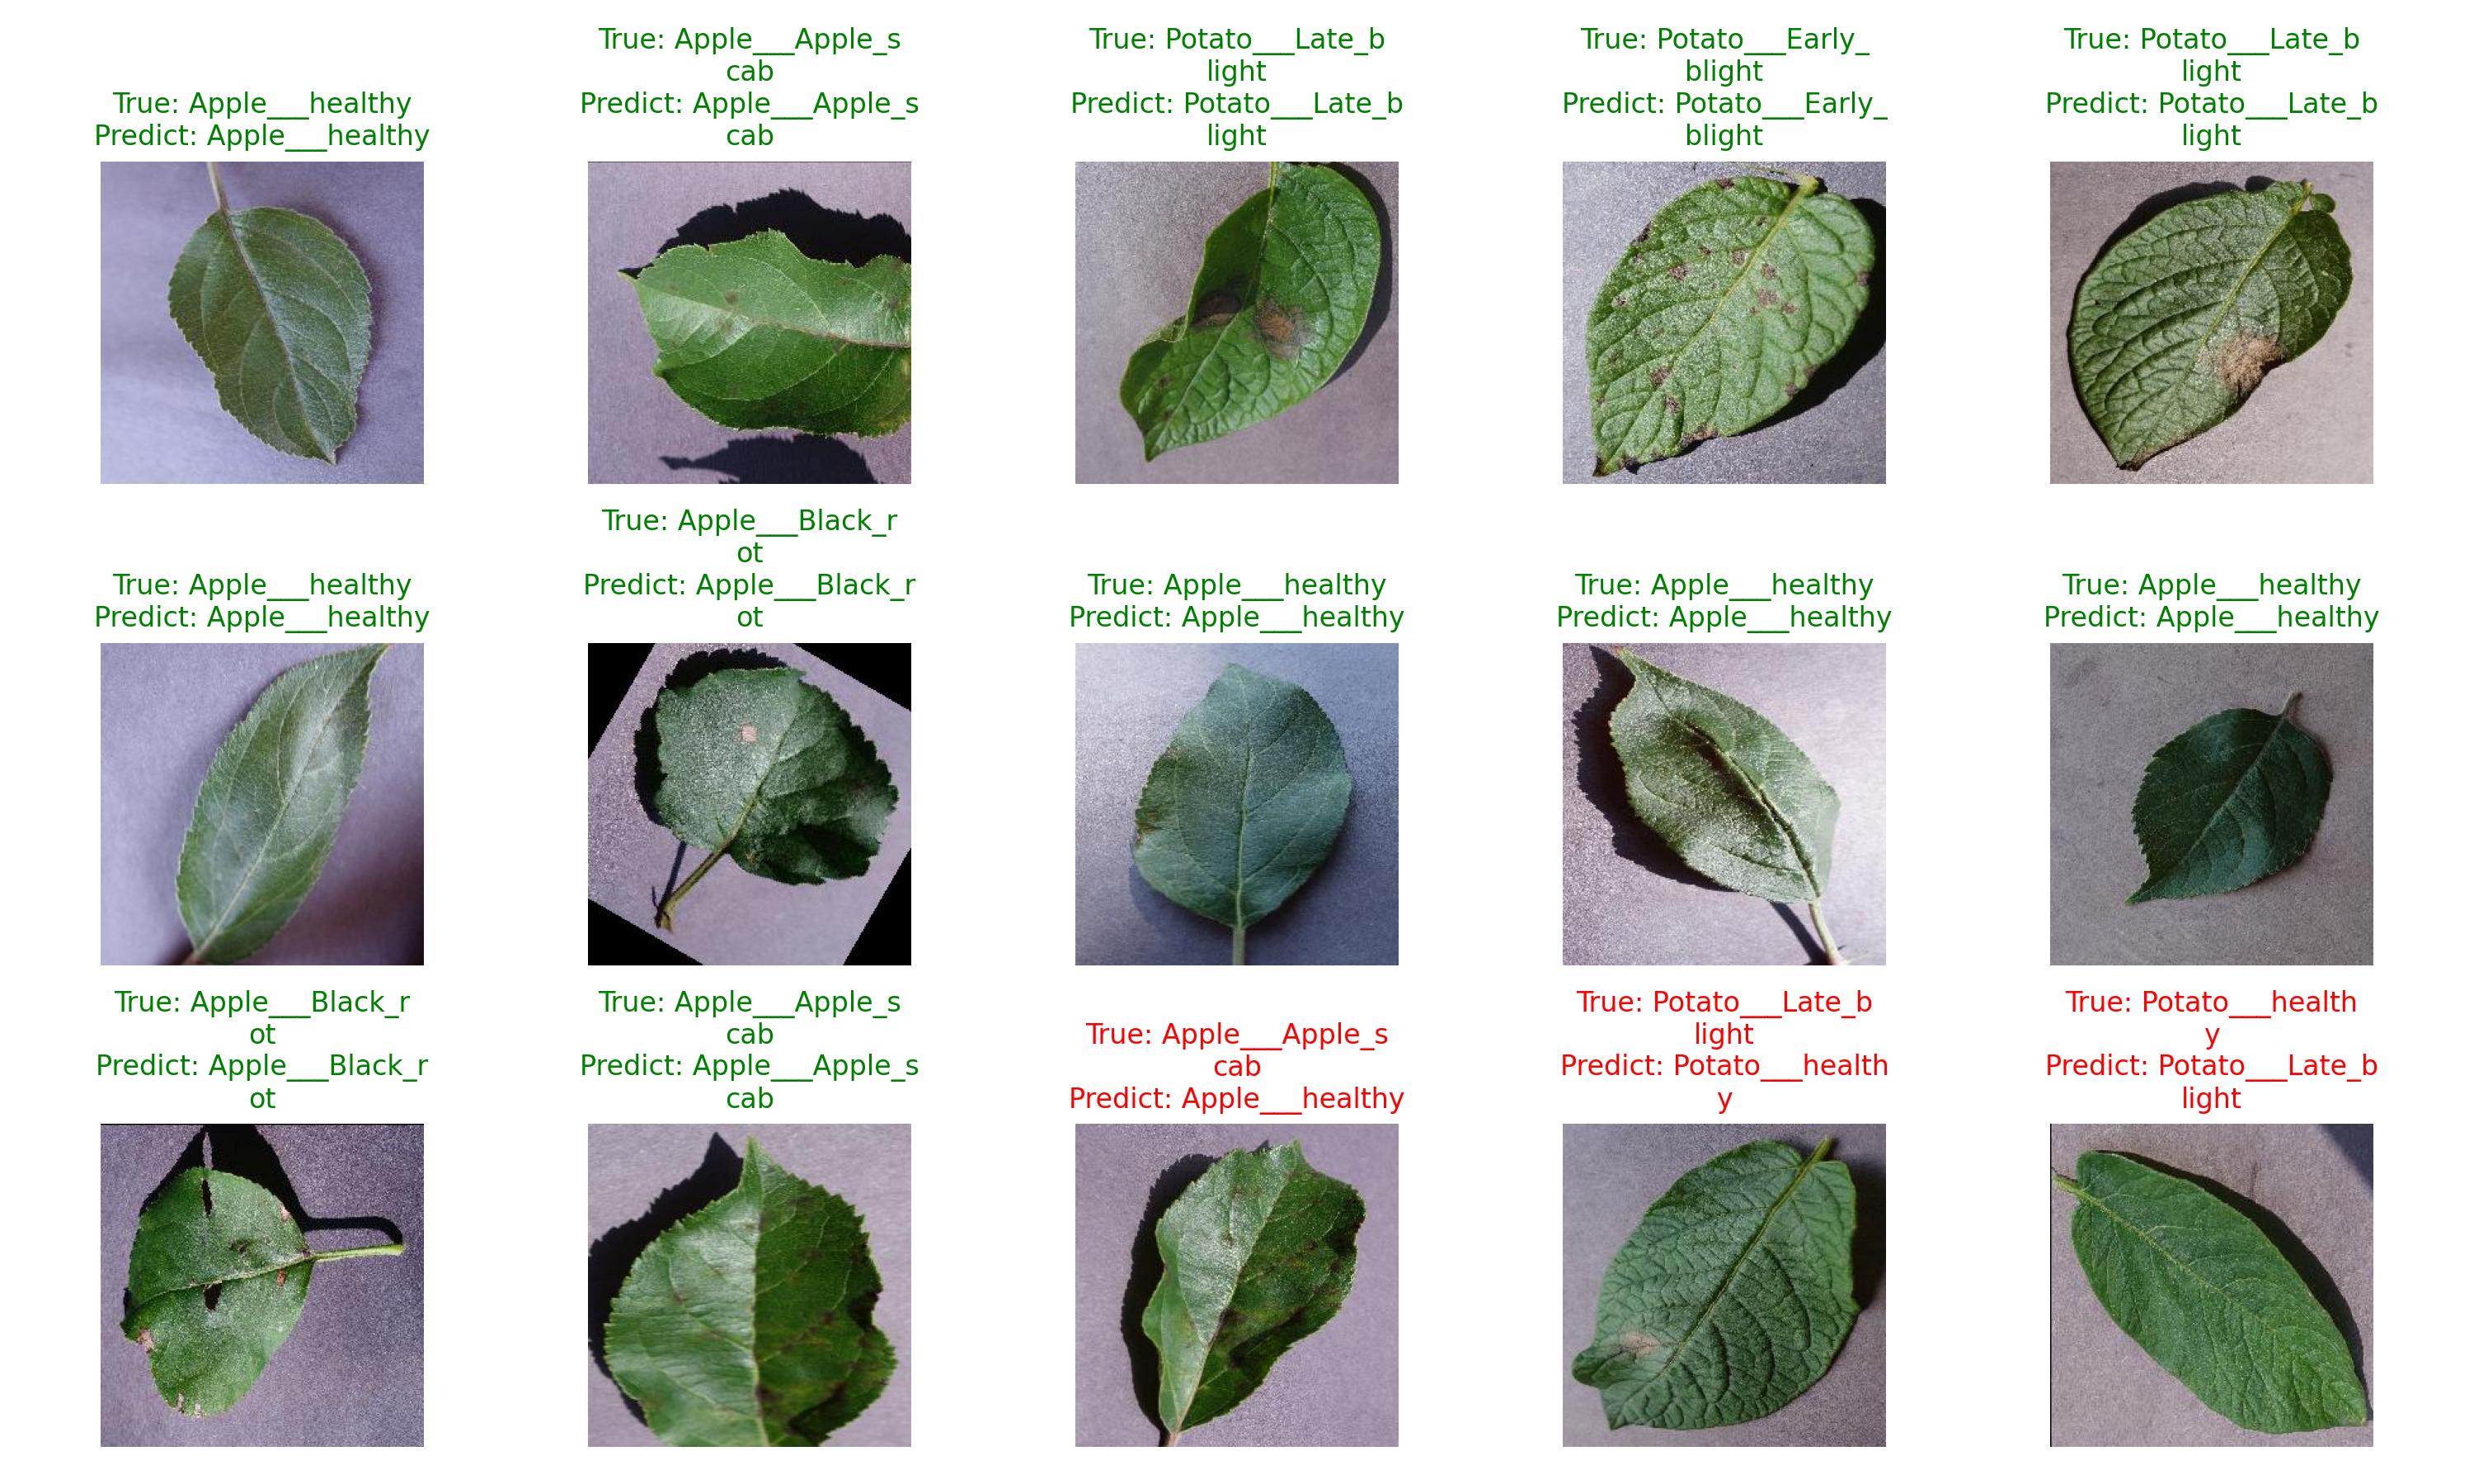 True: Apple___healthy
Predict: Apple___healthy
True: Apple___Apple_s
cab
Predict: Apple___Apple_s
cab
True: Potato___Late_b
light
Predict: Potato___Late_b
light
True: Potato___Early_
blight
Predict: Potato___Early_
blight
True: Potato___Late_b
light
Predict: Potato___Late_b
light
True: Apple___healthy
Predict: Apple___healthy
True: Apple___Black_r
ot
Predict: Apple___Black_r
ot
True: Apple___healthy
Predict: Apple___healthy
True: Apple___healthy
Predict: Apple___healthy
True: Apple___healthy
Predict: Apple___healthy
True: Apple___Black_r
ot
Predict: Apple___Black_r
ot
True: Apple___Apple_s
cab
Predict: Apple___Apple_s
cab
True: Apple___Apple_s
cab
Predict: Apple___healthy
True: Potato___Late_b
light
Predict: Potato___health
y
True: Potato___health
y
Predict: Potato___Late_b
light